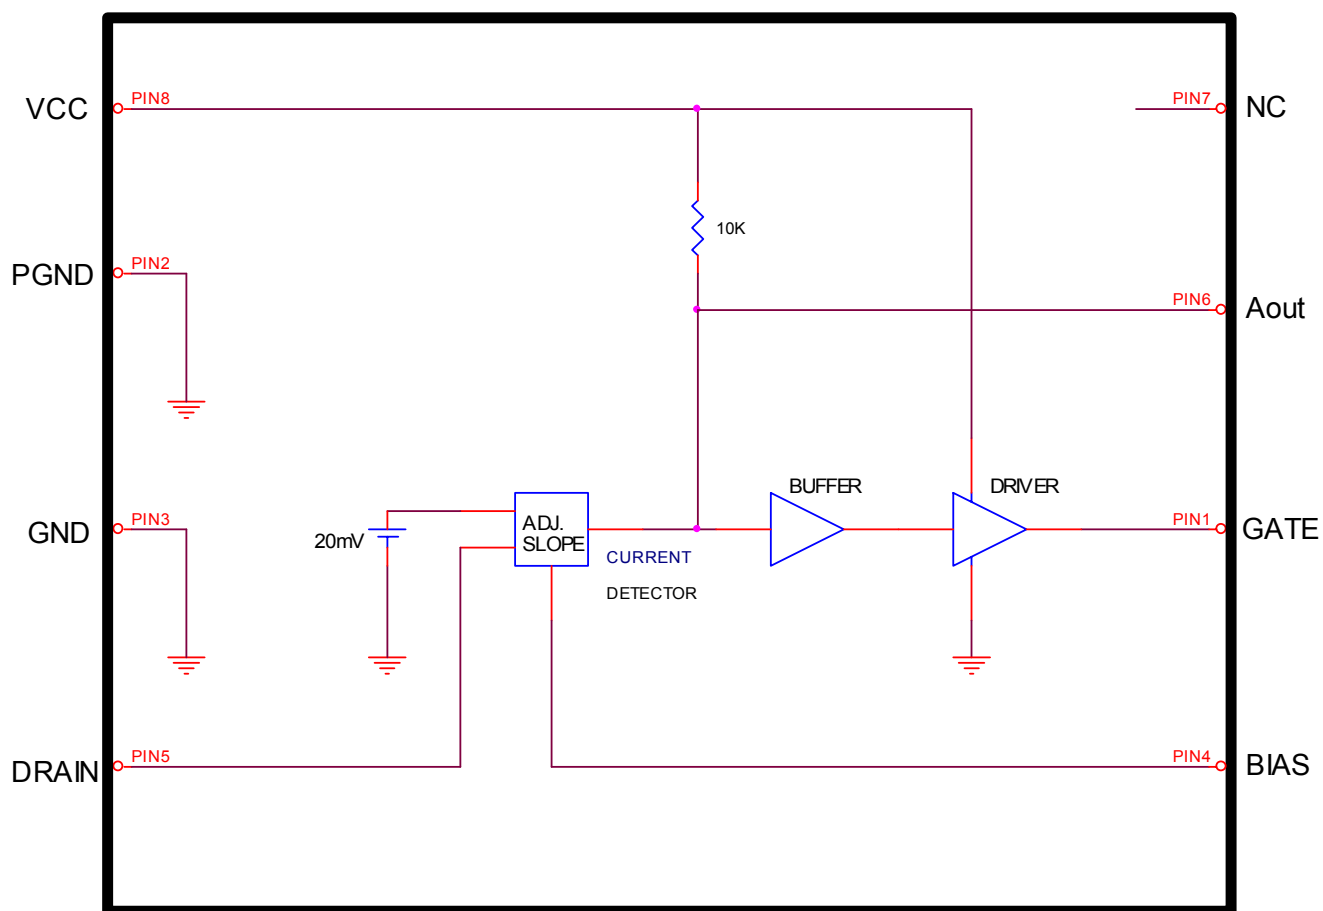 VCC
PIN8
PIN7
NC
10K
PGND
PIN2
PIN6
Aout
BUFFER
DRIVER
GND
PIN3
20mV
ADJ.
SLOPE
CURRENT
DETECTOR
PIN1
GATE
DRAIN
PIN5
PIN4
BIAS